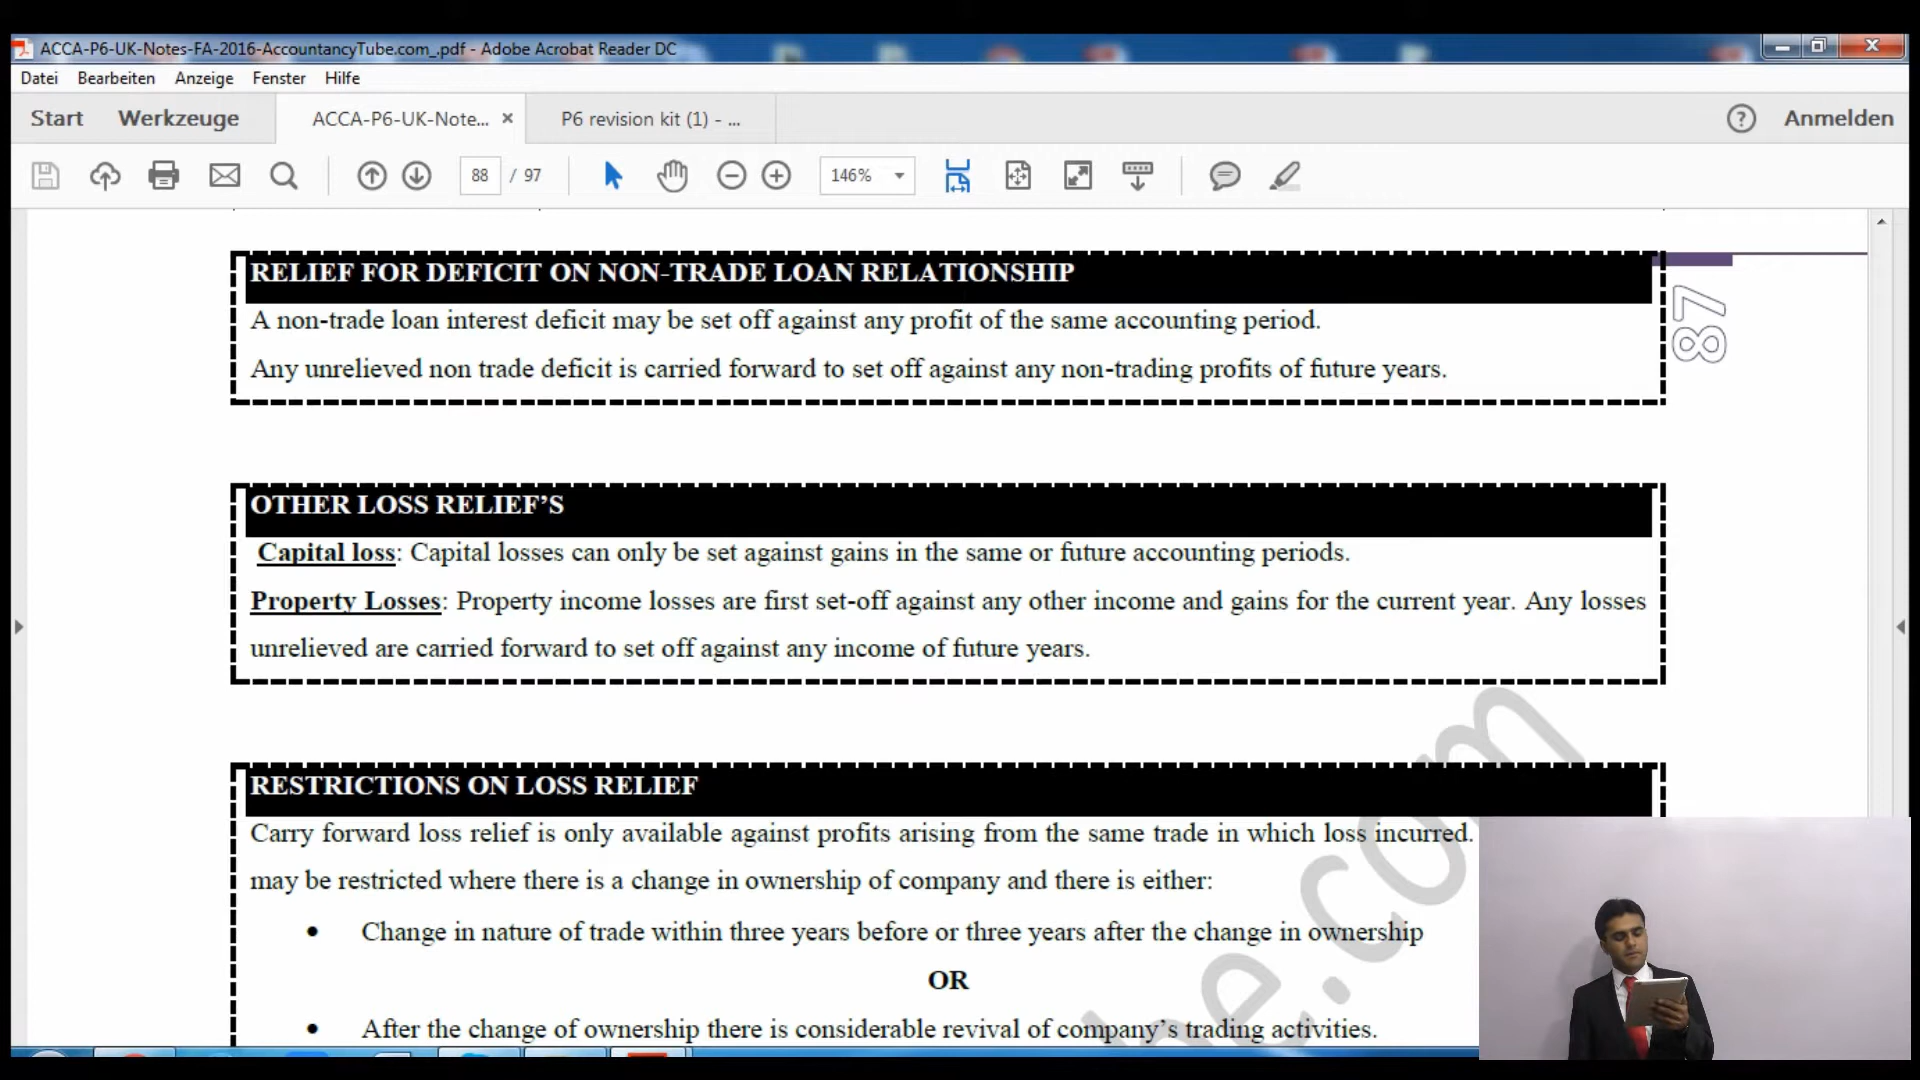 ACCA-P6-UK-Notes-FA-2016-AccountancyTube.com_.pdf - Adobe Acrobat Reader DC
Datei Bearbeiten Anzeige Fenster Hilfe
Start Werkzeuge ACCA-P6-UK-Note... × P6 revision kit (1) - ... ? Anmelden
88 / 97 146%
RELIEF FOR DEFICIT ON NON-TRADE LOAN RELATIONSHIP
A non-trade loan interest deficit may be set off against any profit of the same accounting period.
Any unrelieved non trade deficit is carried forward to set off against any non-trading profits of future years.
87
OTHER LOSS RELIEF’S
Capital loss: Capital losses can only be set against gains in the same or future accounting periods.
Property Losses: Property income losses are first set-off against any other income and gains for the current year. Any losses
unrelieved are carried forward to set off against any income of future years.
RESTRICTIONS ON LOSS RELIEF
Carry forward loss relief is only available against profits arising from the same trade in which loss incurred.
may be restricted where there is a change in ownership of company and there is either:
• Change in nature of trade within three years before or three years after the change in ownership
OR
• After the change of ownership there is considerable revival of company’s trading activities.
be.com